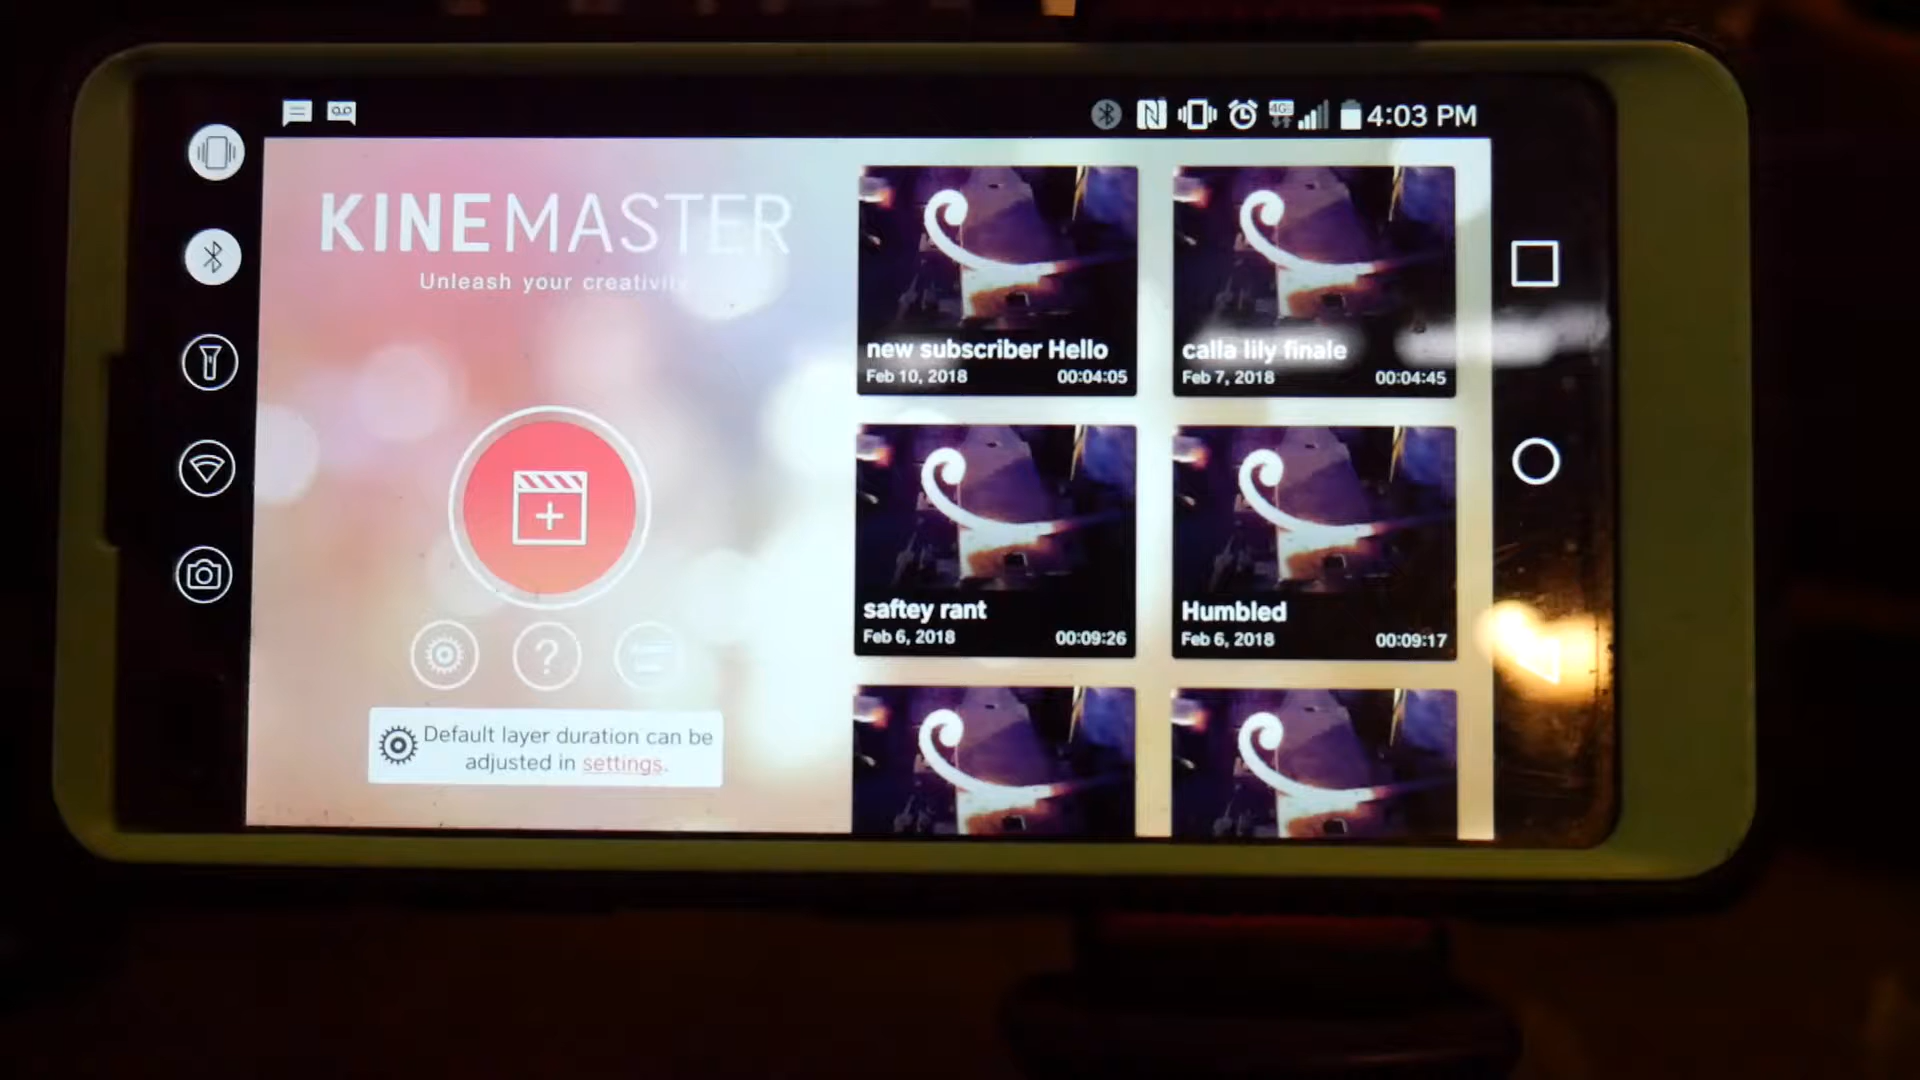 4G
4:03 PM
KINEMASTER
Unleash your creativity
Default layer duration can be
adjusted in settings.
new subscriber Hello
Feb 10, 2018 00:04:05
calla lily finale
Feb 7, 2018 00:04:45
saftey rant
Feb 6, 2018 00:09:26
Humbled
Feb 6, 2018 00:09:17